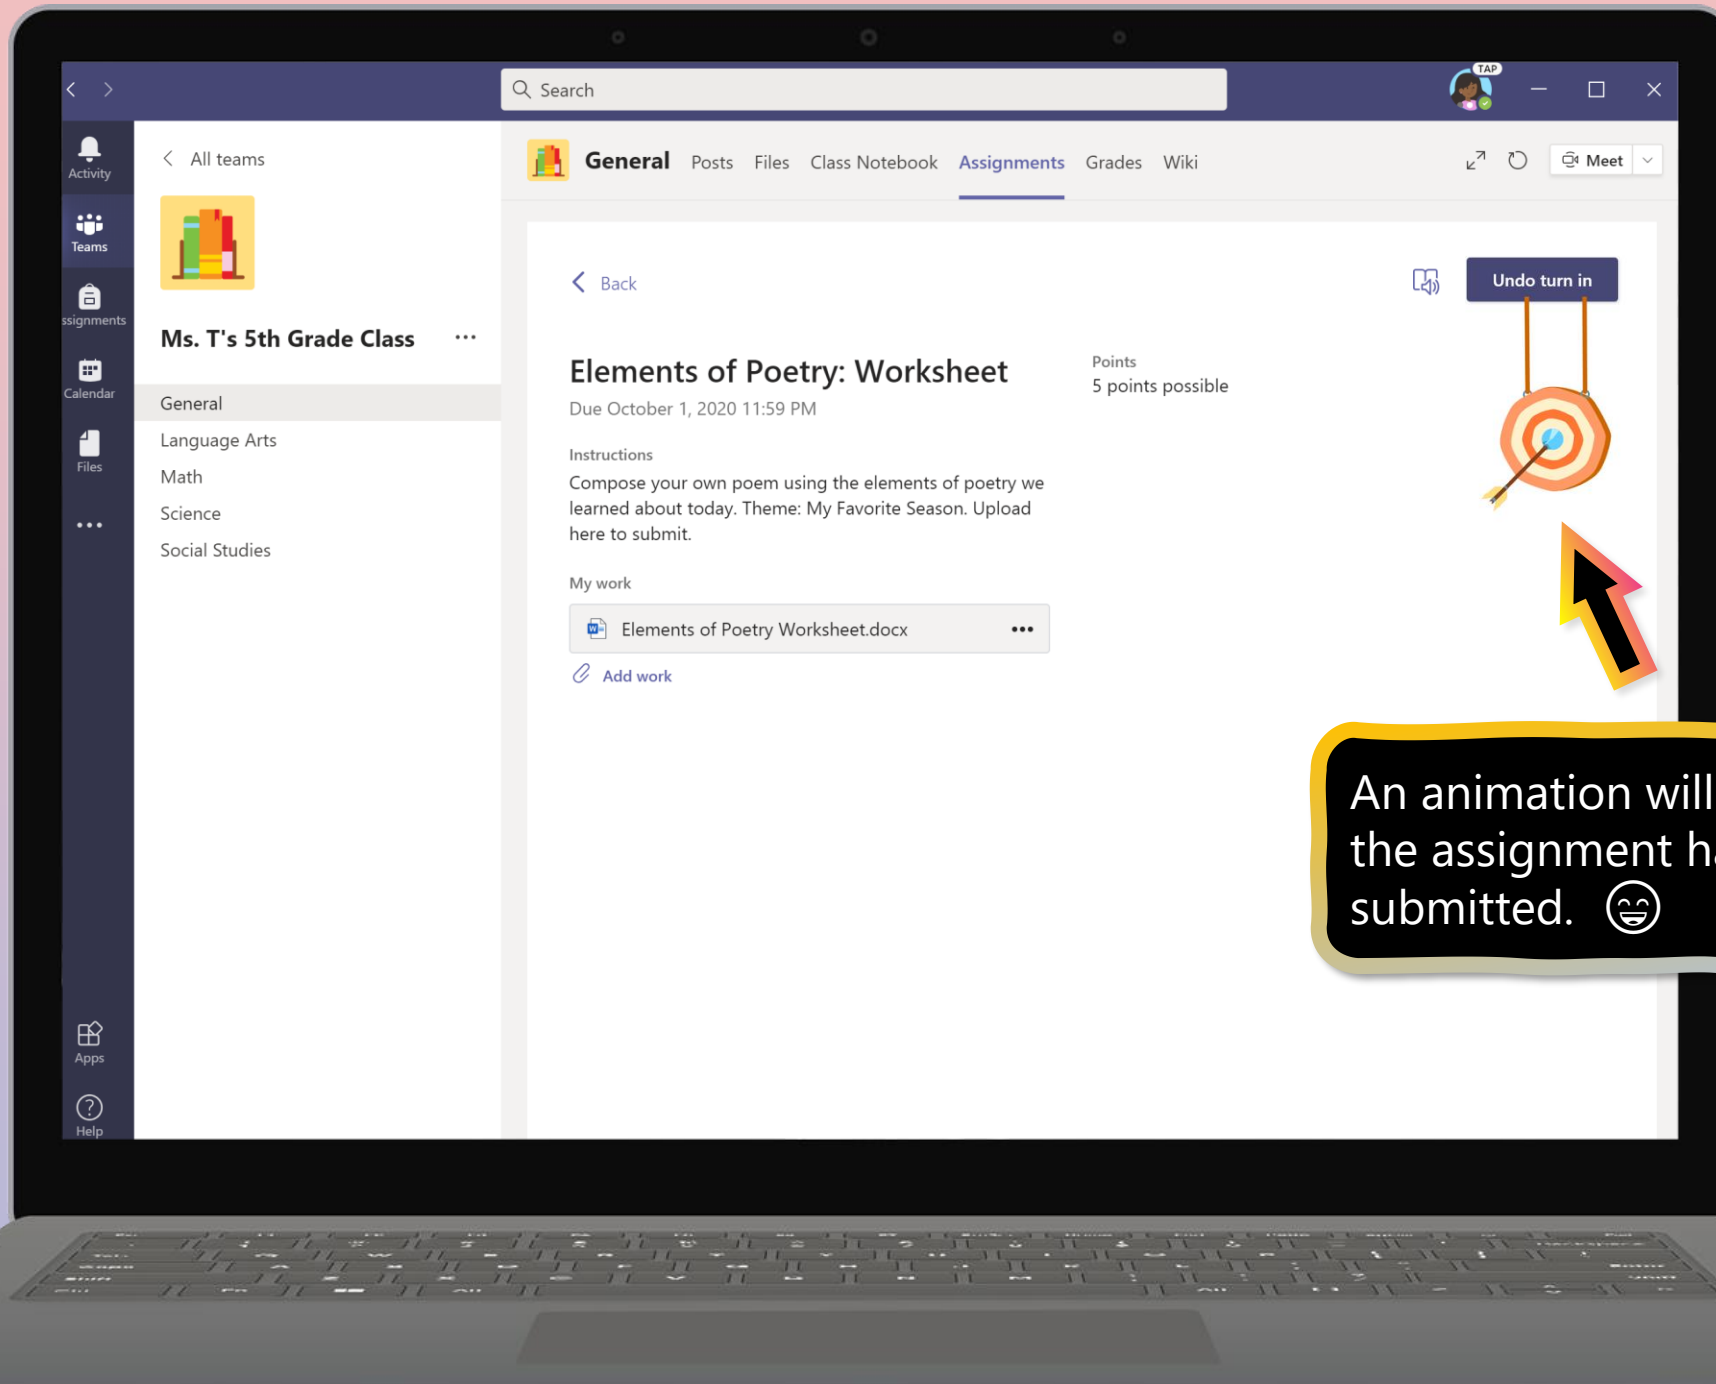 Search
TAP
Activity
Teams
ssignments
Calendar
Files
Apps
Help
All teams
Ms. T's 5th Grade Class
General
Language Arts
Math
Science
Social Studies
General Posts Files Class Notebook Assignments Grades Wiki
Meet
Back
Undo turn in
Elements of Poetry: Worksheet
Due October 1, 2020 11:59 PM
Points
5 points possible
Instructions
Compose your own poem using the elements of poetry we
learned about today. Theme: My Favorite Season. Upload
here to submit.
My work
Elements of Poetry Worksheet.docx
Add work
An animation will
the assignment ha
submitted.